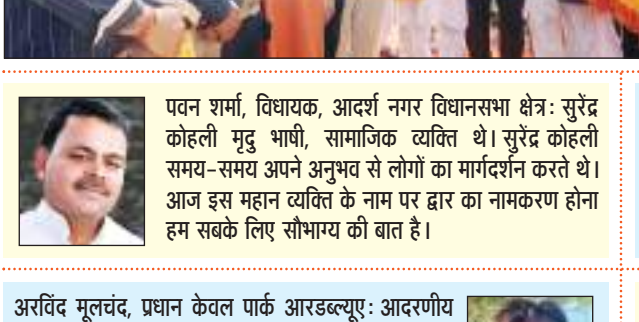 पवन शर्मा, विधायक, आदर्श नगर विधानसभा क्षेत्रः सुरेंद्र
कोहली मृदु भाषी, सामाजिक व्यक्ति थे। सुरेंद्र कोहली
समय-समय अपने अनुभव से लोगों का मार्गदर्शन करते थे।
आज इस महान व्यक्ति के नाम पर द्वार का नामकरण होना
हम सबके लिए सौभाग्य की बात है।
अरविंद मूलचंद, प्रधान केवल पार्क आरडब्ल्यूएः आदरणीय